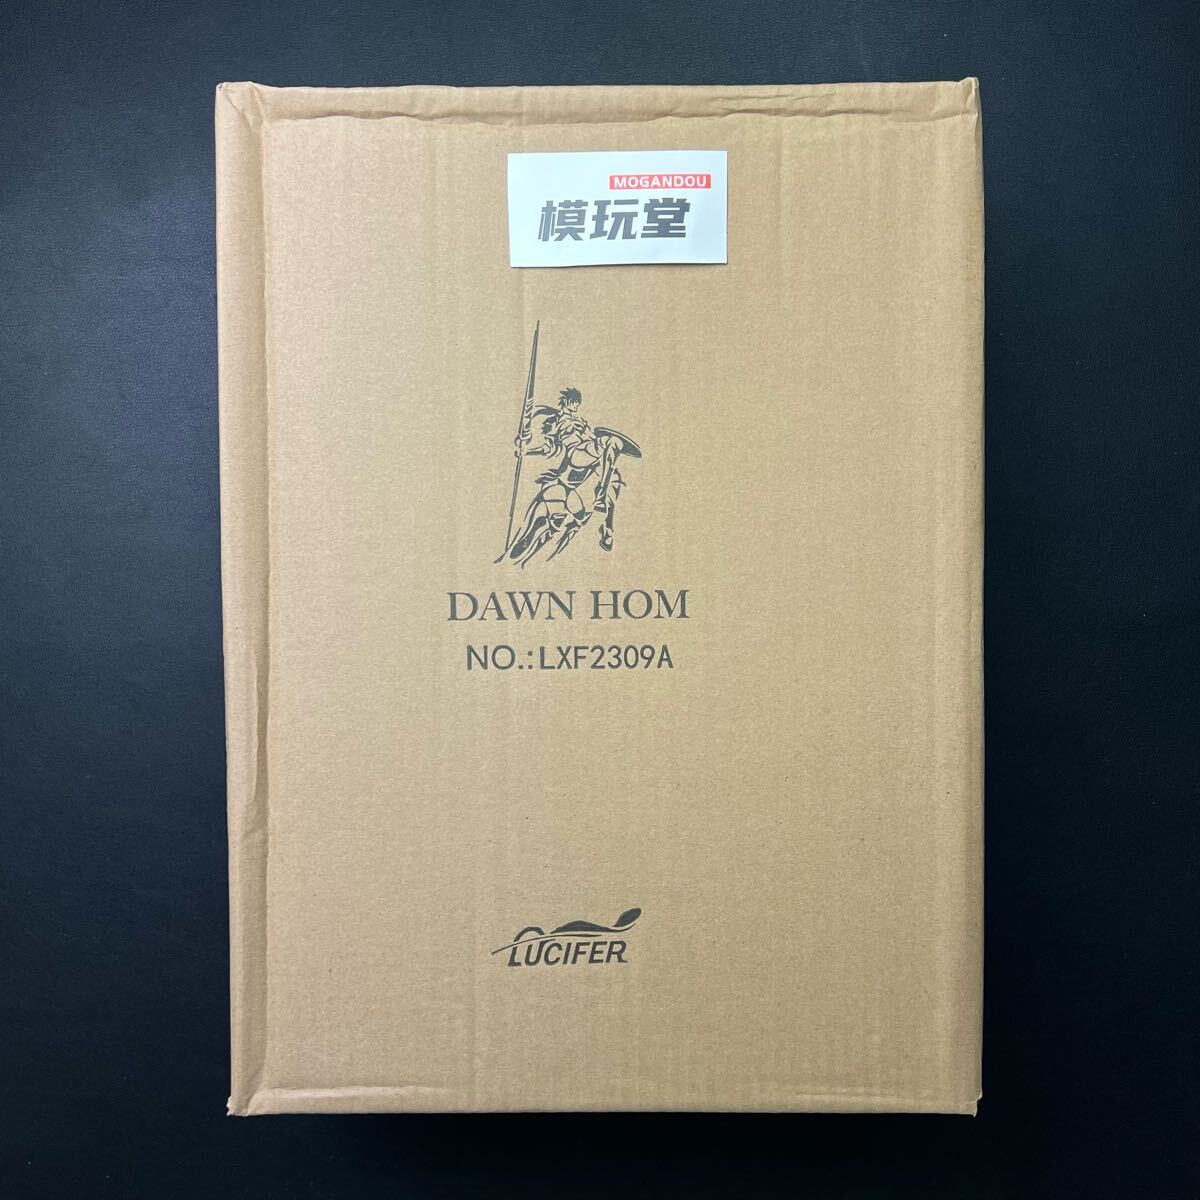 MOGANDOU
模玩堂
DAWN HOM
NO.:LXF2309A
LUCIFER